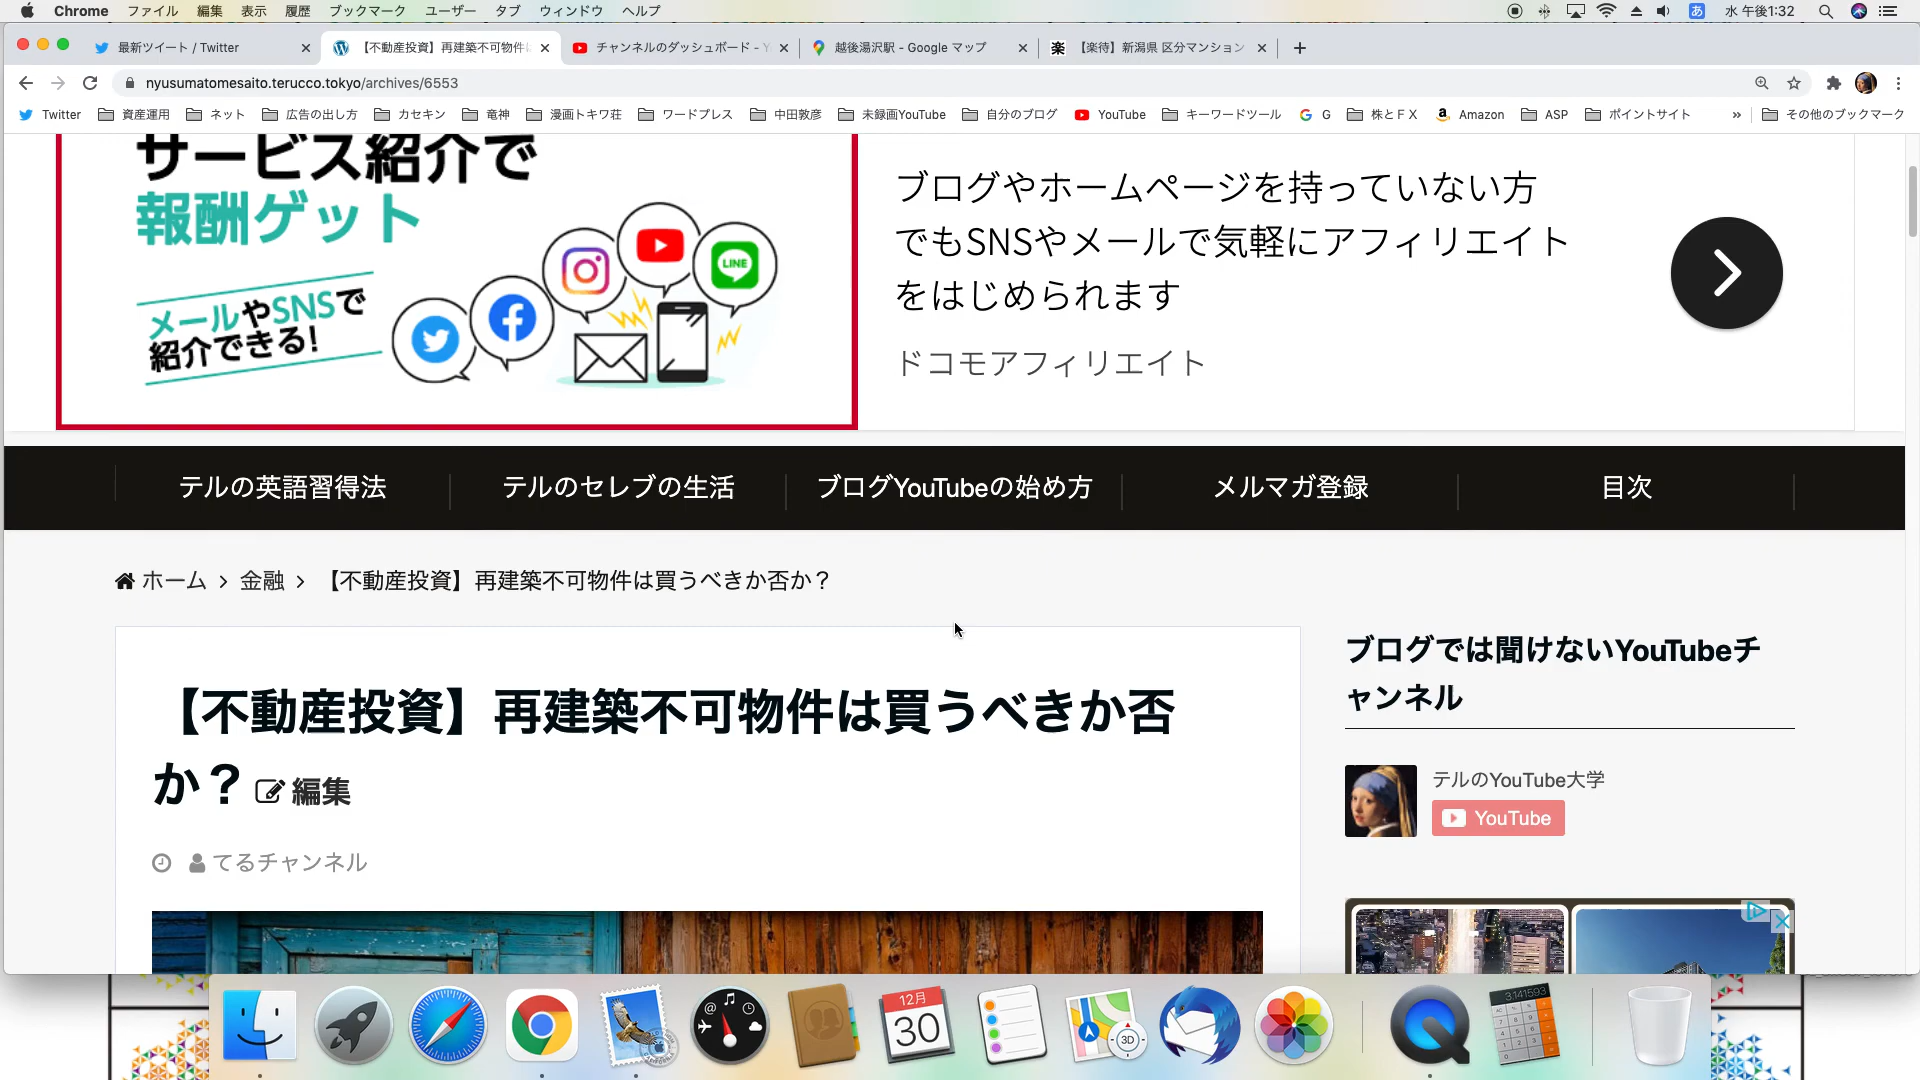 Chrome ファイル 編集 表示 履歴 ブックマーク ユーザー タブ ウィンドウ ヘルプ あ 水 午後1:32
最新ツイート / Twitter 【不動産投資】再建築不可物件 チャンネルのダッシュボード - Y 越後湯沢駅 - Google マップ 楽 【楽待】新潟県 区分マンション
nyusumatomesaito.terucco.tokyo/archives/6553
Twitter 資産運用 ネット 広告の出し方 カセキン 竜神 漫画トキワ荘 ワードプレス 中田敦彦 未録画YouTube 自分のブログ YouTube キーワードツール G 株とＦＸ Amazon ASP ポイントサイト » その他のブックマーク
サービス紹介で
報酬ゲット
メールやSNSで
紹介できる!
LINE
ブログやホームページを持っていない方
でもSNSやメールで気軽にアフィリエイト
をはじめられます
ドコモアフィリエイト
テルの英語習得法 テルのセレブの生活 ブログYouTubeの始め方 メルマガ登録 目次
ホーム > 金融 > 【不動産投資】再建築不可物件は買うべきか否か？
【不動産投資】再建築不可物件は買うべきか否
か？ 編集
てるチャンネル
ブログでは聞けないYouTubeチ
ャンネル
テルのYouTube大学
YouTube
12月
30
3D
3.141593